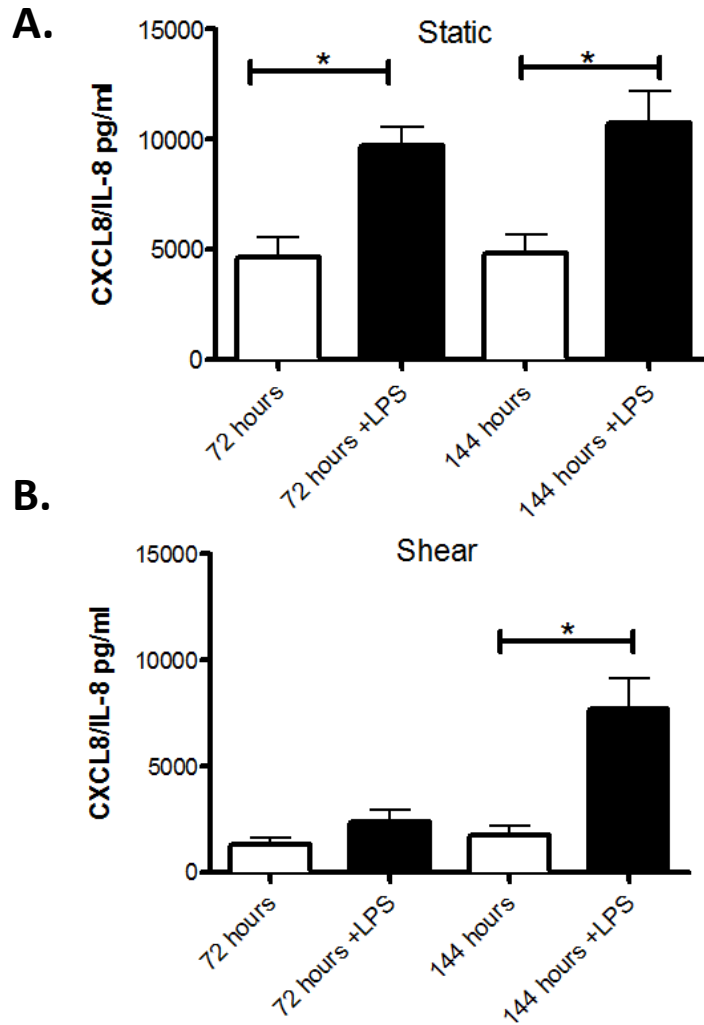 A.
Static
CXCL8/IL-8 pg/ml
15000
10000
5000
0
*
*
72 hours
72 hours +LPS
144 hours
144 hours +LPS
B.
Shear
CXCL8/IL-8 pg/ml
15000
10000
5000
0
*
72 hours
72 hours +LPS
144 hours
144 hours +LPS